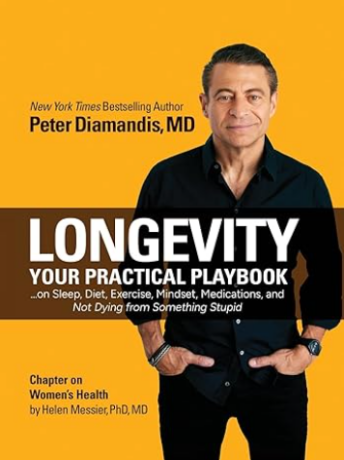 New York Times Bestselling Author
Peter Diamandis, MD
LONGEVITY
YOUR PRACTICAL PLAYBOOK
...on Sleep, Diet, Exercise, Mindset, Medications, and
Not Dying from Something Stupid
Chapter on
Women's Health
by Helen Messier, PhD, MD